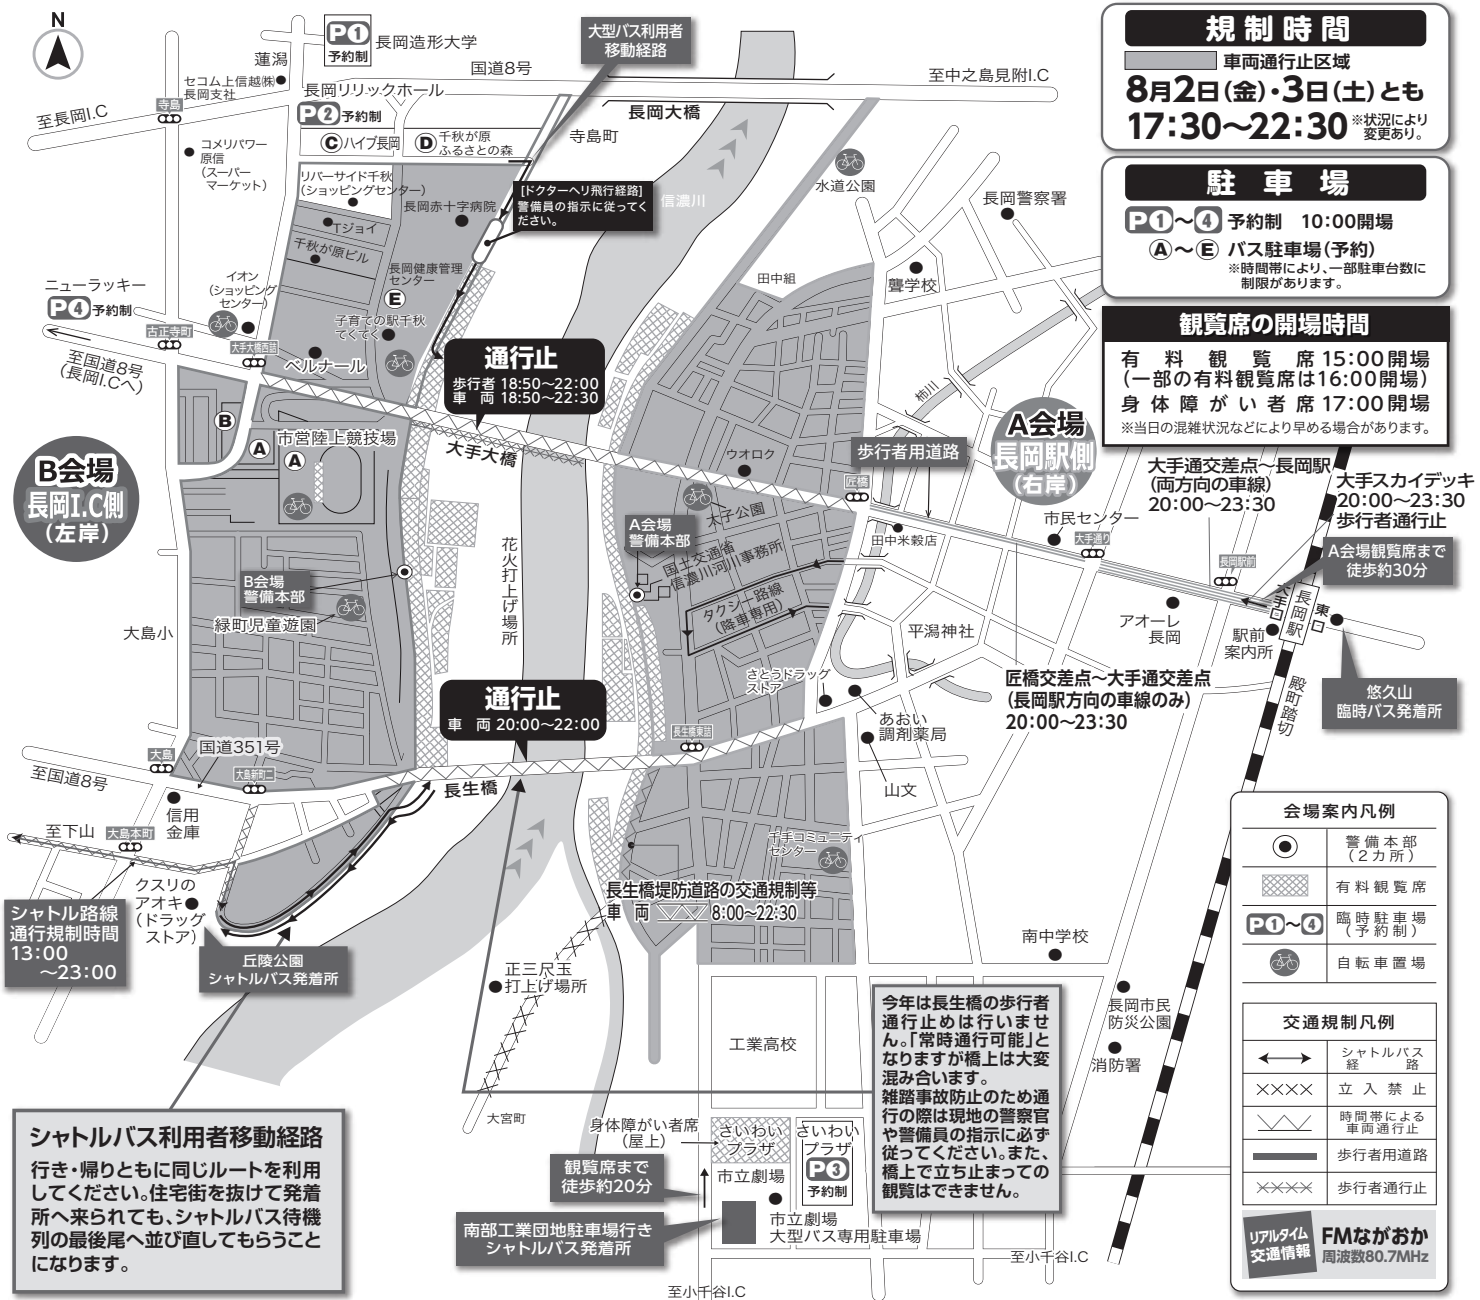 N
P1
予約制
長岡造形大学
蓮潟
セコム上信越㈱
長岡支社
寺島
至長岡I.C
国道8号
長岡リリックホール
P2 予約制
Ⓒハイブ長岡
Ⓓ千秋が原
ふるさとの森
大型バス利用者
移動経路
長岡大橋
至中之島見附I.C
寺島町
コメリパワー
原信
(スーパー
マーケット)
リバーサイド千秋
(ショッピングセンター)
長岡赤十字病院
[ドクターヘリ飛行経路]
警備員の指示に従ってく
ださい。
信濃川
水道公園
長岡警察署
Tジョイ
千秋が原ビル
長岡健康管理
センター
Ⓔ
田中組
聾学校
ニューラッキー
P4 予約制
イオン
(ショッピング
センター)
古正寺町
大手大橋西詰
子育ての駅千秋
てくてく
ベルナール
至国道8号
(長岡I.Cへ)
通行止
歩行者 18:50〜22:00
車 両 18:50〜22:30
柿川
規制時間
車両通行止区域
8月2日(金)・3日(土)とも
17:30〜22:30 ※状況により
変更あり。
駐車場
P1〜4 予約制 10:00開場
Ⓐ〜Ⓔ バス駐車場(予約)
※時間帯により、一部駐車台数に
制限があります。
観覧席の開場時間
有料観覧席 15:00開場
(一部の有料観覧席は16:00開場)
身体障がい者席 17:00開場
※当日の混雑状況などにより早める場合があります。
B会場
長岡I.C側
(左岸)
Ⓑ
Ⓐ
Ⓐ
市営陸上競技場
大手大橋
ウオロク
歩行者用道路
A会場
長岡駅側
(右岸)
匠橋
大手通交差点〜長岡駅
(両方向の車線)
20:00〜23:30
大手スカイデッキ
20:00〜23:30
歩行者通行止
太子公園
A会場
警備本部
国土交通省
信濃川河川事務所
田中米穀店
市民センター
大手通り
長岡駅前
A会場観覧席まで
徒歩約30分
花火打上げ場所
B会場
警備本部
緑町児童遊園
大島小
タクシー路線
(降車専用)
平潟神社
アオーレ
長岡
大手口
長岡駅
東口
駅前
案内所
さとうドラッグ
ストア
匠橋交差点〜大手通交差点
(長岡駅方向の車線のみ)
20:00〜23:30
殿町踏切
悠久山
臨時バス発着所
通行止
車 両 20:00〜22:00
長生橋東詰
あおい
調剤薬局
山文
大島
国道351号
大島新町二
至国道8号
長生橋
信用
金庫
至下山
大島本町
クスリの
アオキ
(ドラッグ
ストア)
シャトル路線
通行規制時間
13:00
〜23:00
丘陵公園
シャトルバス発着所
千手コミュニティ
センター
長生橋堤防道路の交通規制等
車 両 8:00〜22:30
正三尺玉
打上げ場所
南中学校
長岡市民
防災公園
消防署
工業高校
大宮町
今年は長生橋の歩行者
通行止めは行いませ
ん。「常時通行可能」と
なりますが橋上は大変
混み合います。
雑踏事故防止のため通
行の際は現地の警察官
や警備員の指示に必ず
従ってください。また、
橋上で立ち止まっての
観覧はできません。
シャトルバス利用者移動経路
行き・帰りともに同じルートを利用
してください。住宅街を抜けて発着
所へ来られても、シャトルバス待機
列の最後尾へ並び直してもらうこと
になります。
身体障がい者席
(屋上)
さいわい
プラザ
さいわい
プラザ
P3
予約制
観覧席まで
徒歩約20分
市立劇場
南部工業団地駐車場行き
シャトルバス発着所
市立劇場
大型バス専用駐車場
至小千谷I.C
至小千谷I.C
会場案内凡例
警備本部
(2カ所)
有料観覧席
P1〜4 臨時駐車場
(予約制)
自転車置場
交通規制凡例
シャトルバス
経路
立入禁止
時間帯による
車両通行止
歩行者用道路
歩行者通行止
リアルタイム
交通情報
FMながおか
周波数80.7MHz